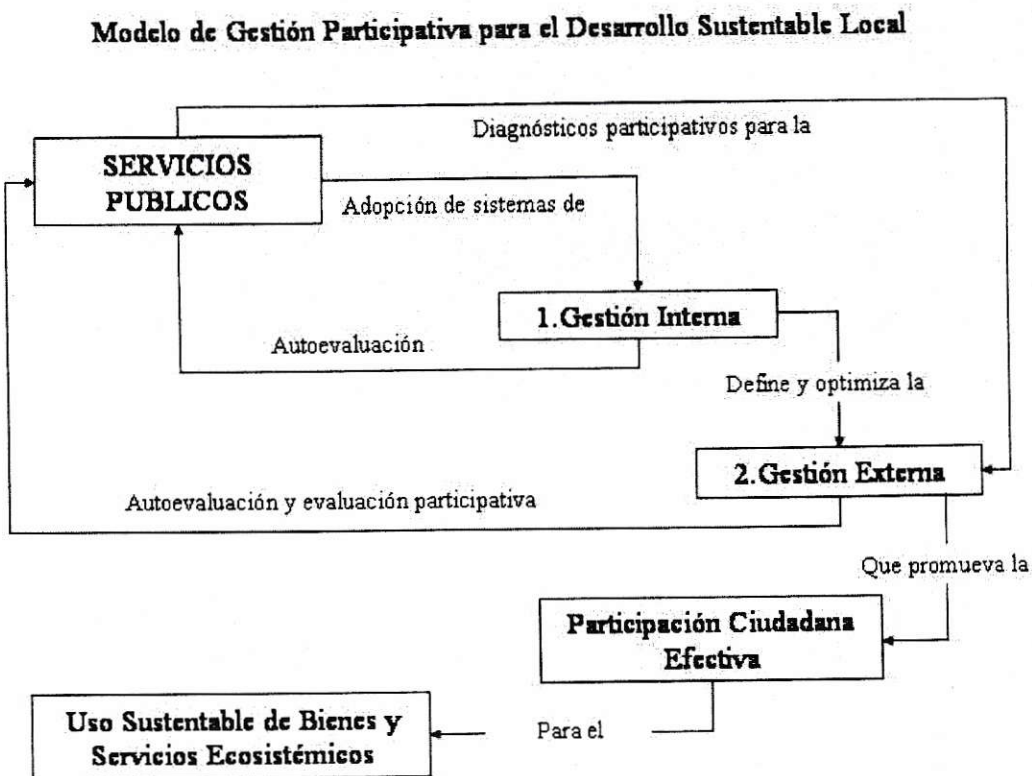 Modelo de Gestión Participativa para el Desarrollo Sustentable Local
Diagnósticos participativos para la
SERVICIOS
PUBLICOS
Adopción de sistemas de
1.Gestión Interna
Autoevaluación
Define y optimiza la
2.Gestión Externa
Autoevaluación y evaluación participativa
Que promueva la
Participación Ciudadana
Efectiva
Uso Sustentable de Bienes y
Servicios Ecosistémicos
Para el